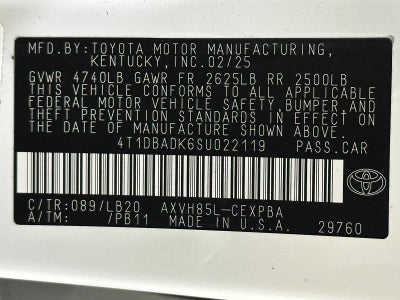 MFD.BY:TOYOTA MOTOR MANUFACTURING,
KENTUCKY,INC.02/25
GVWR 4740LB GAWR FR 2625LB RR 2500LB
THIS VEHICLE CONFORMS TO ALL APPLICABLE
FEDERAL MOTOR VEHICLE SAFETY,BUMPER,AND
THEFT PREVENTION STANDARDS IN EFFECT ON
THE DATE OF MANUFACTURE SHOWN ABOVE.
4T1DBADK6SU022119 PASS.CAR
C/TR:089/LB20 AXVH85L-CEXPBA
A/TM: /PB11 MADE IN U.S.A. 29760
TOYOTA